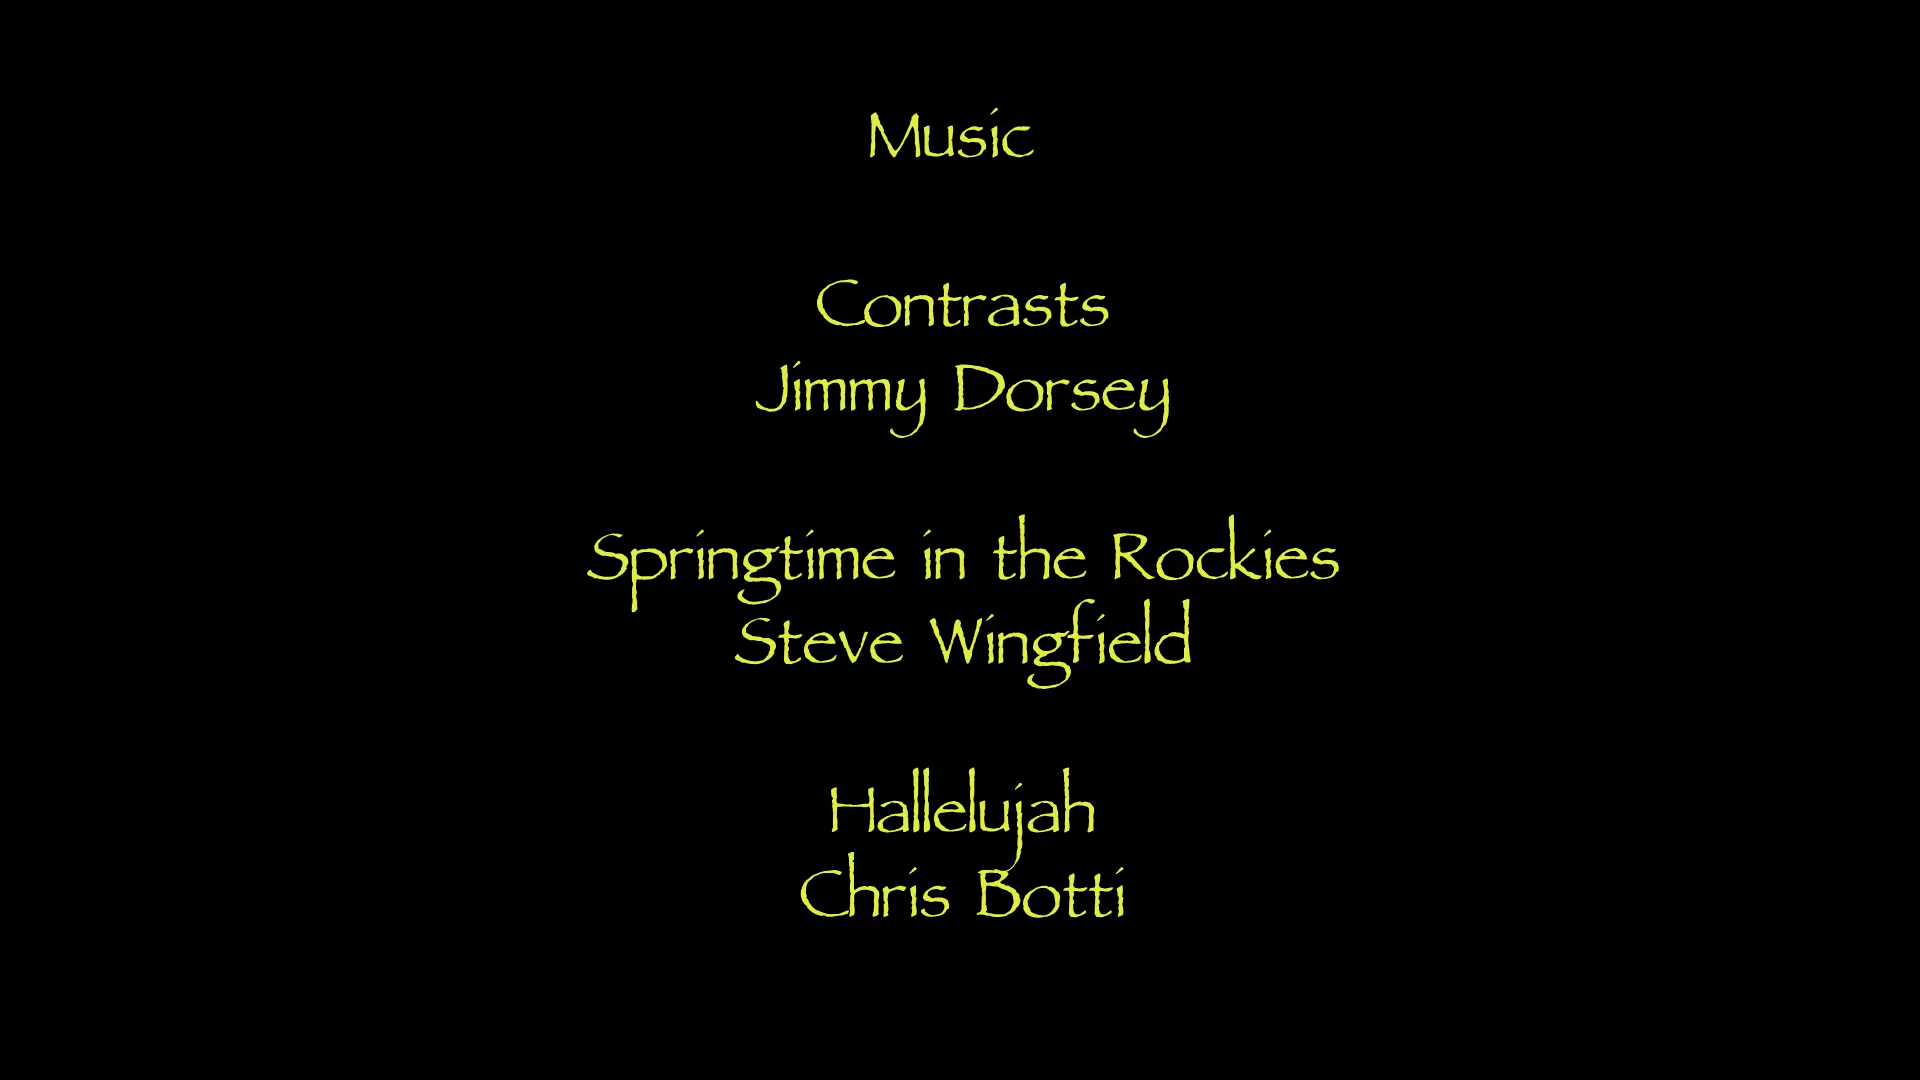 Music
Contrasts
Jimmy Dorsey
Springtime in the Rockies
Steve Wingfield
Hallelujah
Chris Botti